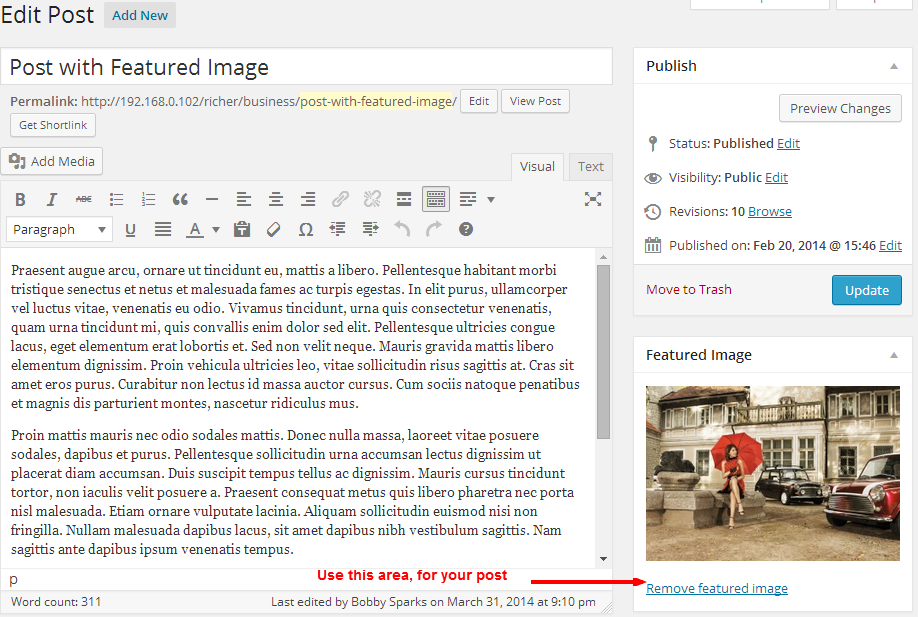 Edit Post Add New
Post with Featured Image
Permalink: http://192.168.0.102/richer/business/post-with-featured-image/ Edit View Post
Get Shortlink
Add Media
Visual Text
B I ABC
Paragraph U A Ω ?
Praesent augue arcu, ornare ut tincidunt eu, mattis a libero. Pellentesque habitant morbi
tristique senectus et netus et malesuada fames ac turpis egestas. In elit purus, ullamcorper
vel luctus vitae, venenatis eu odio. Vivamus tincidunt, urna quis consectetur venenatis,
quam urna tincidunt mi, quis convallis enim dolor sed elit. Pellentesque ultricies congue
lacus, eget elementum erat lobortis et. Sed non velit neque. Mauris gravida mattis libero
elementum dignissim. Proin vehicula ultricies leo, vitae sollicitudin risus sagittis at. Cras sit
amet eros purus. Curabitur non lectus id massa auctor cursus. Cum sociis natoque penatibus
et magnis dis parturient montes, nascetur ridiculus mus.
Proin mattis mauris nec odio sodales mattis. Donec nulla massa, laoreet vitae posuere
sodales, dapibus et purus. Pellentesque sollicitudin urna accumsan lectus dignissim ut
placerat diam accumsan. Duis suscipit tempus tellus ac dignissim. Mauris cursus tincidunt
tortor, non iaculis velit posuere a. Praesent consequat metus quis libero pharetra nec porta
nisl malesuada. Etiam ornare vulputate lacinia. Aliquam sollicitudin euismod nisi non
fringilla. Nullam malesuada dapibus lacus, sit amet dapibus nibh vestibulum sagittis. Nam
sagittis ante dapibus ipsum venenatis tempus.
p
Word count: 311 Last edited by Bobby Sparks on March 31, 2014 at 9:10 pm
Publish
Preview Changes
Status: Published Edit
Visibility: Public Edit
Revisions: 10 Browse
Published on: Feb 20, 2014 @ 15:46 Edit
Move to Trash Update
Featured Image
Use this area, for your post
Remove featured image